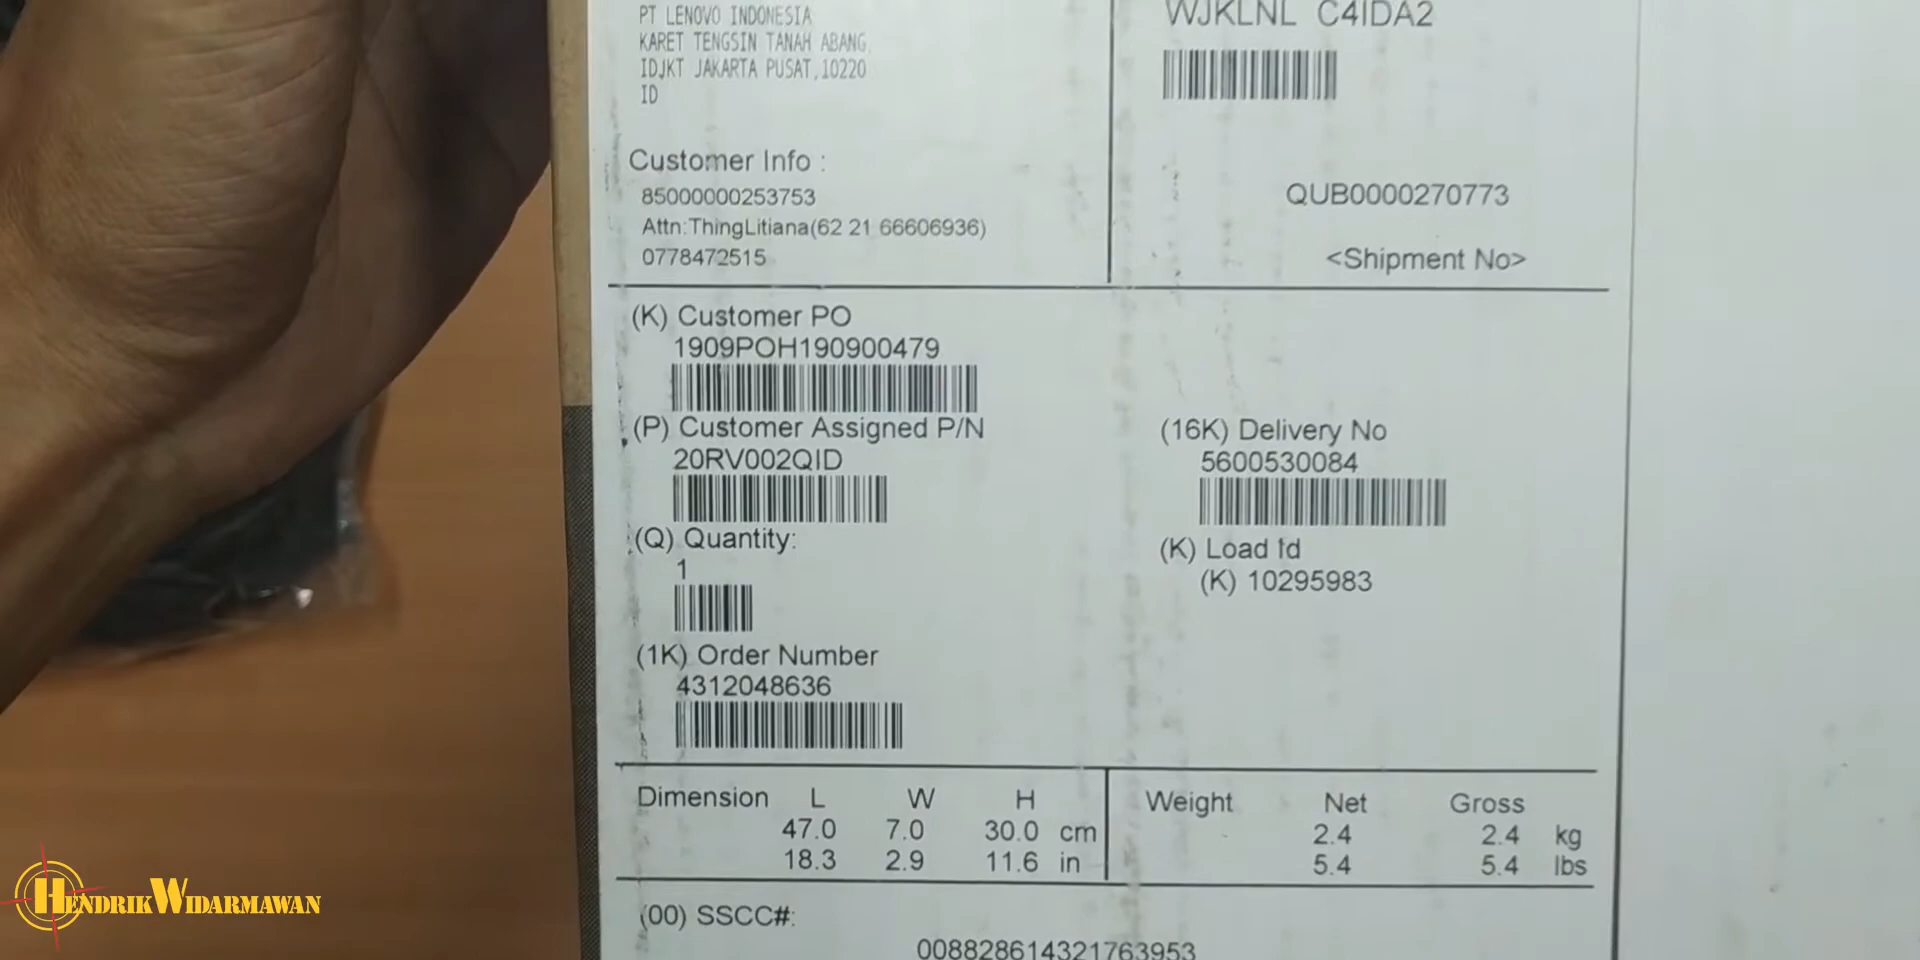 PT LENOVO INDONESIA
KARET TENGSIN TANAH ABANG,
IDJKT JAKARTA PUSAT,10220
ID
WJKLNL C4IDA2
Customer Info :
85000000253753
Attn:ThingLitiana(62 21 66606936)
0778472515
QUB0000270773
<Shipment No>
(K) Customer PO
1909POH190900479
(P) Customer Assigned P/N
20RV002QID
(Q) Quantity:
1
(1K) Order Number
4312048636
(16K) Delivery No
5600530084
(K) Load Id
(K) 10295983
Dimension L W H
47.0 7.0 30.0 cm
18.3 2.9 11.6 in
Weight Net Gross
2.4 2.4 kg
5.4 5.4 lbs
(00) SSCC#:
008828614321763953
HENDRIK WIDARMAWAN